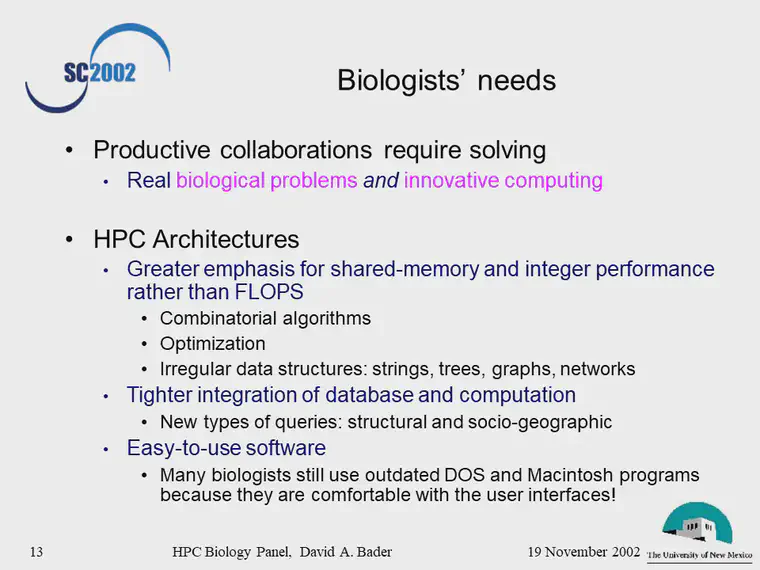 SC2002
Biologists' needs
• Productive collaborations require solving
• Real biological problems and innovative computing
• HPC Architectures
• Greater emphasis for shared-memory and integer performance
rather than FLOPS
• Combinatorial algorithms
• Optimization
• Irregular data structures: strings, trees, graphs, networks
• Tighter integration of database and computation
• New types of queries: structural and socio-geographic
• Easy-to-use software
• Many biologists still use outdated DOS and Macintosh programs
because they are comfortable with the user interfaces!
13 HPC Biology Panel, David A. Bader 19 November 2002
The University of New Mexico